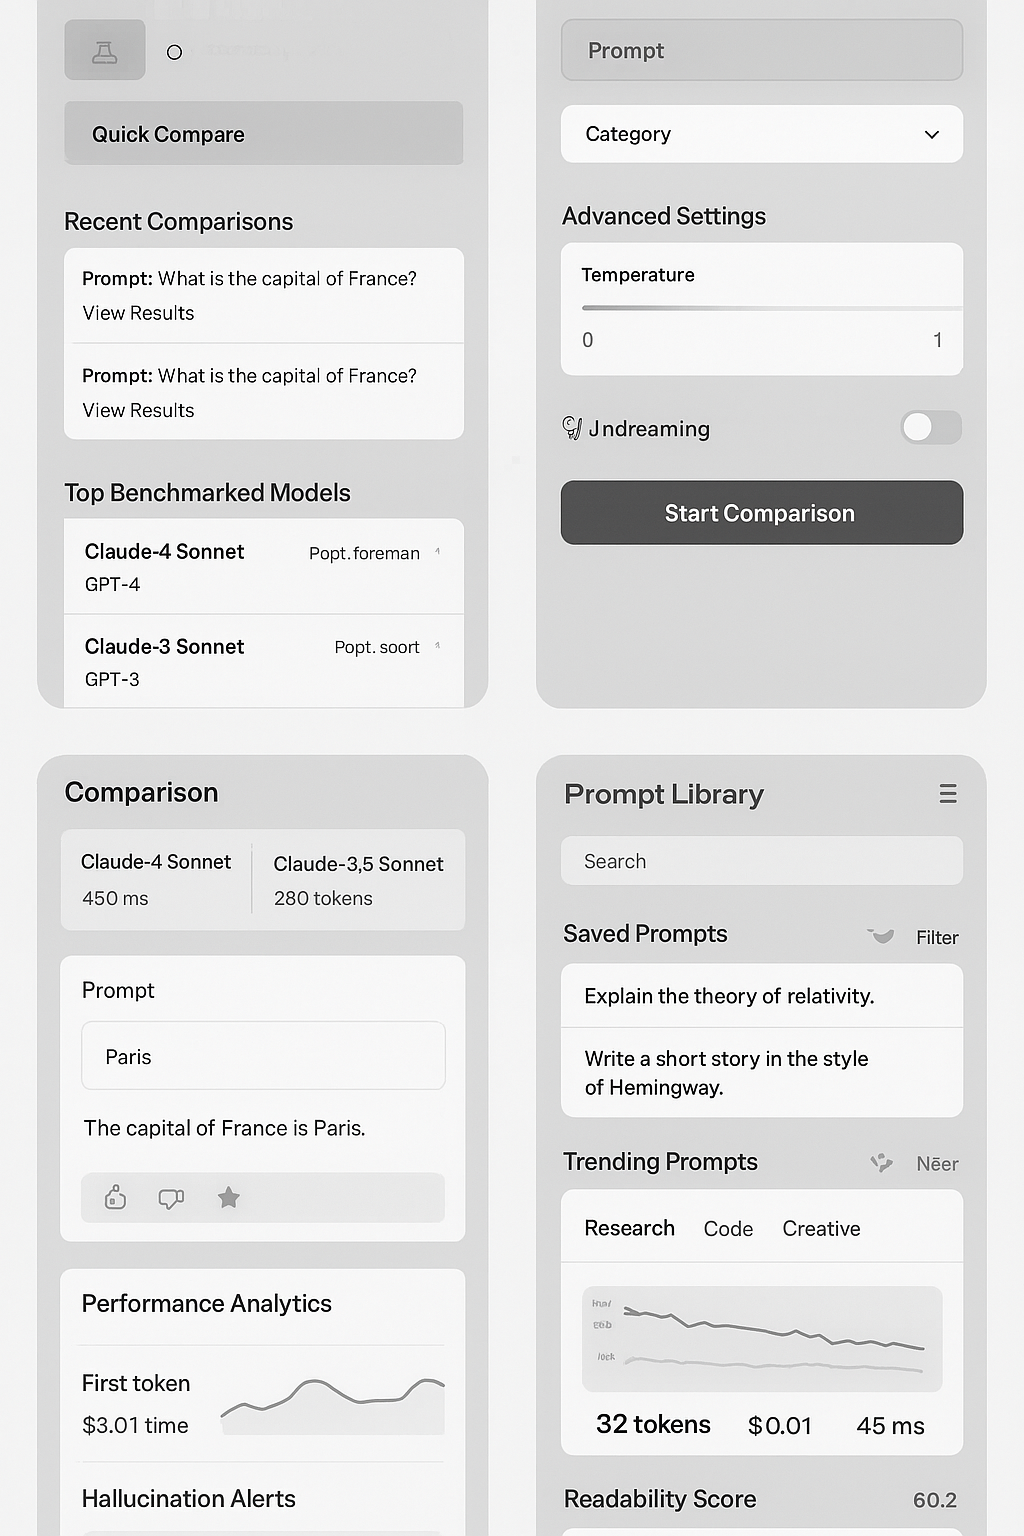 Quick Compare
Recent Comparisons
Prompt: What is the capital of France?
View Results
Prompt: What is the capital of France?
View Results
Top Benchmarked Models
Claude-4 Sonnet
Popt.foreman
GPT-4
Claude-3 Sonnet
Popt. soort
GPT-3
Prompt
Category
Advanced Settings
Temperature
0
1
Jndreaming
Start Comparison
Comparison
Claude-4 Sonnet
450 ms
Claude-3,5 Sonnet
280 tokens
Prompt
Paris
The capital of France is Paris.
Performance Analytics
First token
$3.01 time
Hallucination Alerts
Prompt Library
Search
Saved Prompts
Filter
Explain the theory of relativity.
Write a short story in the style
of Hemingway.
Trending Prompts
Nēer
Research
Code
Creative
32 tokens
$0.01
45 ms
Readability Score
60.2